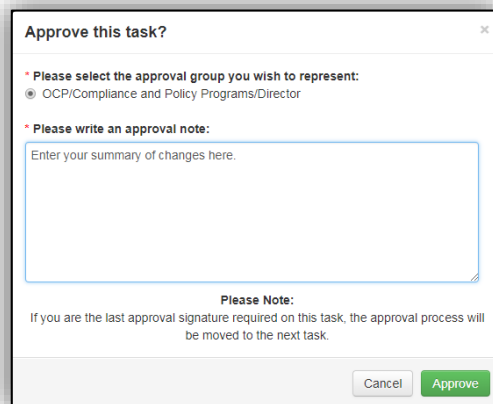 Approve this task?
×
* Please select the approval group you wish to represent:
OCP/Compliance and Policy Programs/Director
* Please write an approval note:
Enter your summary of changes here.
Please Note:
If you are the last approval signature required on this task, the approval process will
be moved to the next task.
Cancel Approve